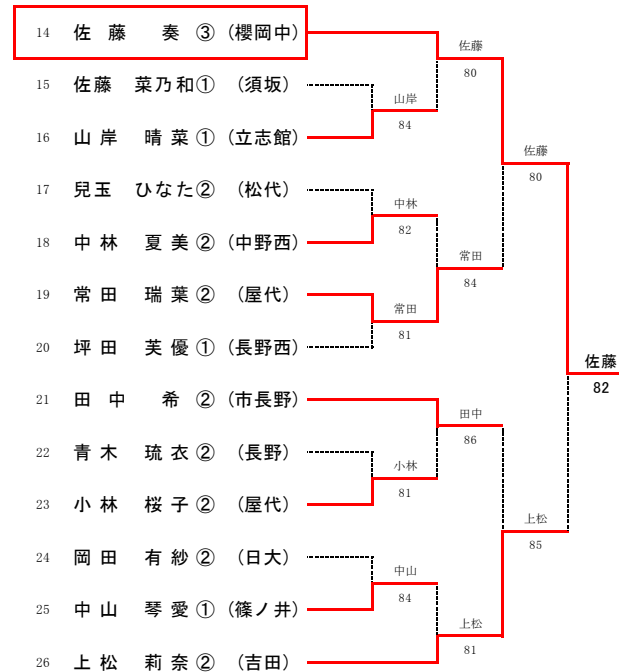 14 佐藤 奏 ③ (櫻岡中)
佐藤
15 佐藤 菜乃和① (須坂)
80
山岸
16 山岸 晴菜 ① (立志館)
84
佐藤
80
17 兒玉 ひなた② (松代)
中林
18 中林 夏美 ② (中野西)
82
常田
84
19 常田 瑞葉 ② (屋代)
常田
81
20 坪田 芙優 ① (長野西)
佐藤
82
21 田中 希 ② (市長野)
田中
86
22 青木 琉衣 ② (長野)
小林
81
23 小林 桜子 ② (屋代)
上松
85
24 岡田 有紗 ② (日大)
中山
84
25 中山 琴愛 ① (篠ノ井)
上松
81
26 上松 莉奈 ② (吉田)